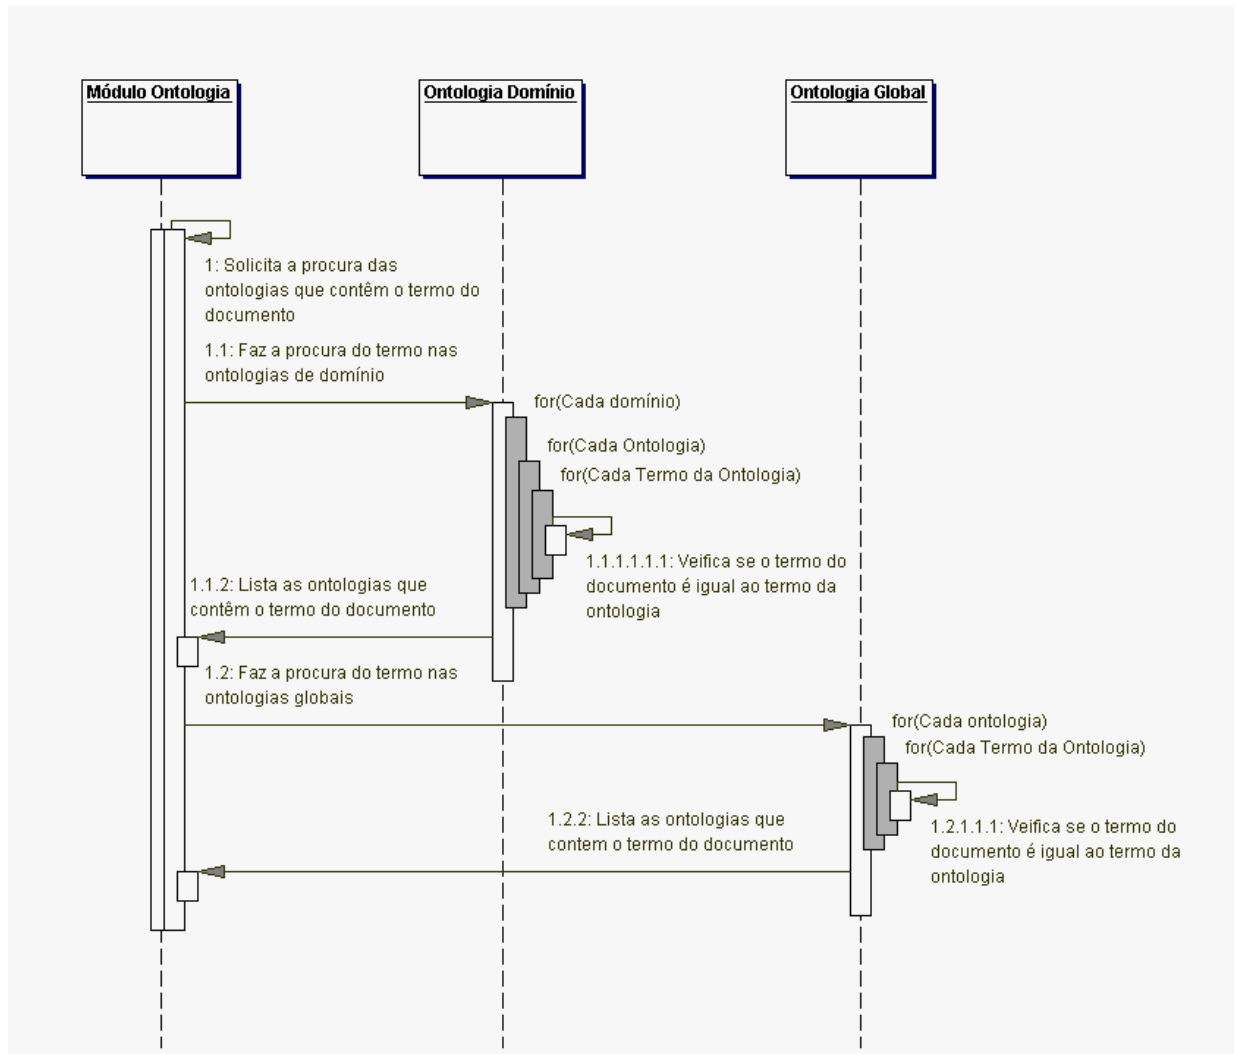 Módulo Ontologia
Ontologia Domínio
Ontologia Global
1: Solicita a procura das
ontologias que contêm o termo do
documento
1.1: Faz a procura do termo nas
ontologias de domínio
for(Cada domínio)
for(Cada Ontologia)
for(Cada Termo da Ontologia)
1.1.1.1.1.1: Veifica se o termo do
documento é igual ao termo da
ontologia
1.1.2: Lista as ontologias que
contêm o termo do documento
1.2: Faz a procura do termo nas
ontologias globais
for(Cada ontologia)
for(Cada Termo da Ontologia)
1.2.1.1.1: Veifica se o termo do
documento é igual ao termo da
ontologia
1.2.2: Lista as ontologias que
contem o termo do documento